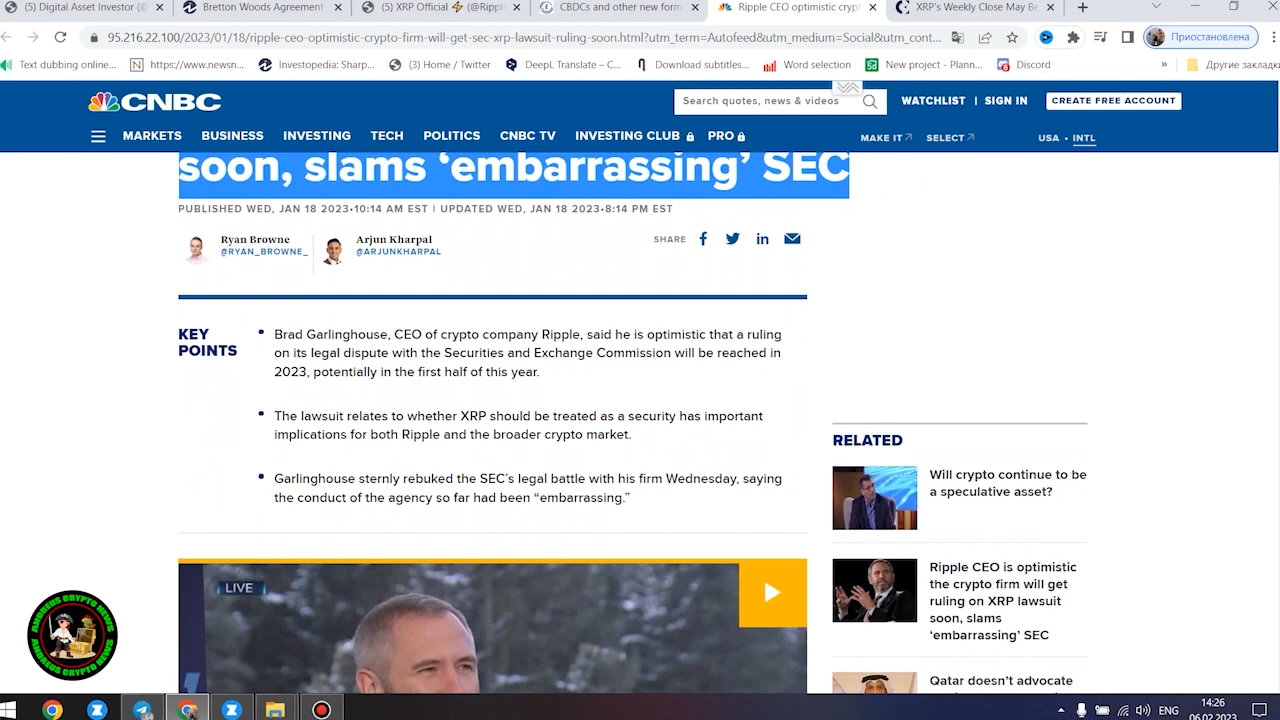 (5) Digital Asset Investor (@
Bretton Woods Agreement
(5) XRP Official ⚡ (@Ripple
CBDCs and other new form
Ripple CEO optimistic crypt
XRP's Weekly Close May Be
95.216.22.100/2023/01/18/ripple-ceo-optimistic-crypto-firm-will-get-sec-xrp-lawsuit-ruling-soon.html?utm_term=Autofeed&utm_medium=Social&utm_cont...
Приостановлена
Text dubbing online...
https://www.newsn...
Investopedia: Sharp...
(3) Home / Twitter
DeepL Translate – C...
Download subtitles...
Word selection
New project - Plann...
Discord
»
Другие закладки
CNBC
Search quotes, news & videos
WATCHLIST | SIGN IN
CREATE FREE ACCOUNT
MARKETS
BUSINESS
INVESTING
TECH
POLITICS
CNBC TV
INVESTING CLUB
PRO
MAKE IT
SELECT
USA • INTL
soon, slams ‘embarrassing’ SEC
PUBLISHED WED, JAN 18 2023•10:14 AM EST | UPDATED WED, JAN 18 2023•8:14 PM EST
Ryan Browne
@RYAN_BROWNE_
Arjun Kharpal
@ARJUNKHARPAL
SHARE
KEY
POINTS
Brad Garlinghouse, CEO of crypto company Ripple, said he is optimistic that a ruling
on its legal dispute with the Securities and Exchange Commission will be reached in
2023, potentially in the first half of this year.
The lawsuit relates to whether XRP should be treated as a security has important
implications for both Ripple and the broader crypto market.
Garlinghouse sternly rebuked the SEC’s legal battle with his firm Wednesday, saying
the conduct of the agency so far had been “embarrassing.”
RELATED
Will crypto continue to be
a speculative asset?
Ripple CEO is optimistic
the crypto firm will get
ruling on XRP lawsuit
soon, slams
‘embarrassing’ SEC
Qatar doesn’t advocate
LIVE
ANDREUS CRYPTO NEWS
ANDREUS CRYPTO NEWS
ENG
14:26
06.02.2023